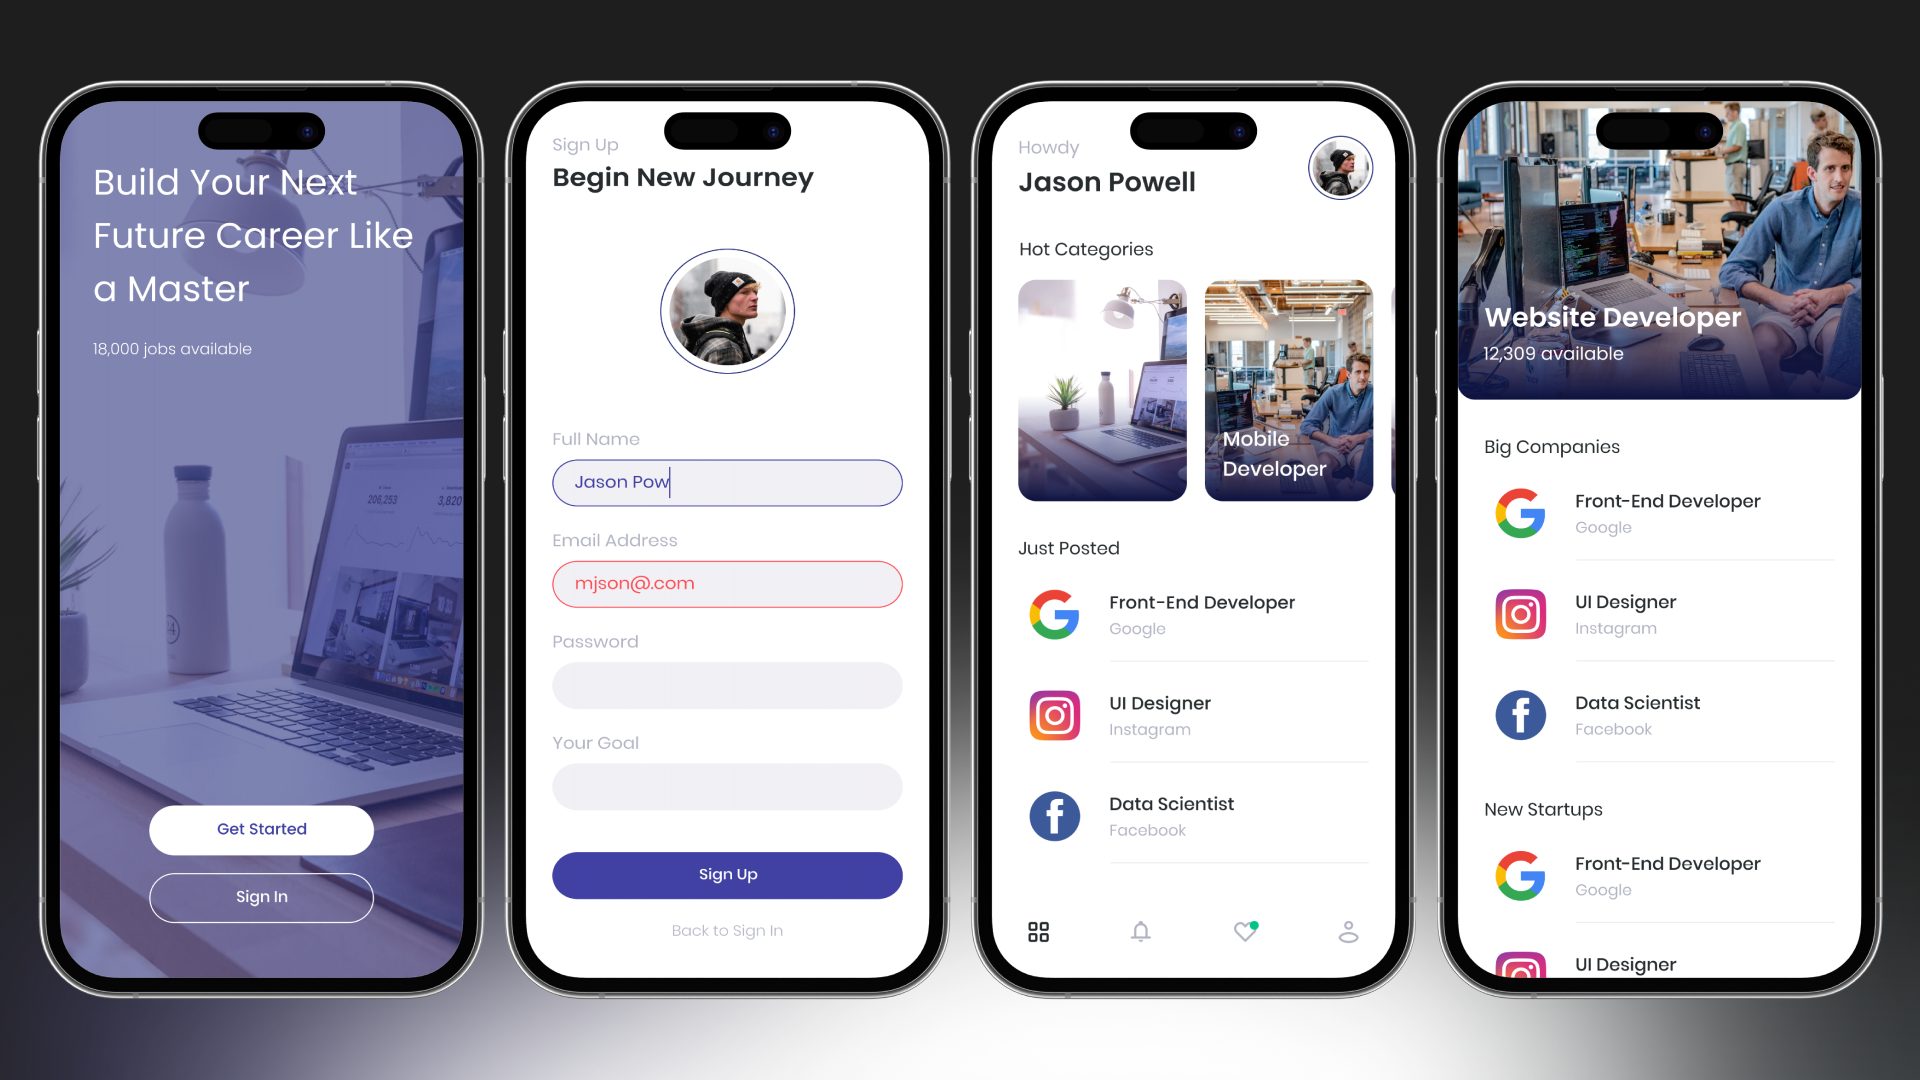 Build Your Next
Future Career Like
a Master
18,000 jobs available
206,253
3,820
Get Started
Sign In
Sign Up
Begin New Journey
Full Name
Jason Pow
Email Address
mjson@.com
Password
Your Goal
Sign Up
Back to Sign In
Howdy
Jason Powell
Hot Categories
Mobile
Developer
Just Posted
Front-End Developer
Google
UI Designer
Instagram
Data Scientist
Facebook
Website Developer
12,309 available
Big Companies
Front-End Developer
Google
UI Designer
Instagram
Data Scientist
Facebook
New Startups
Front-End Developer
Google
UI Designer